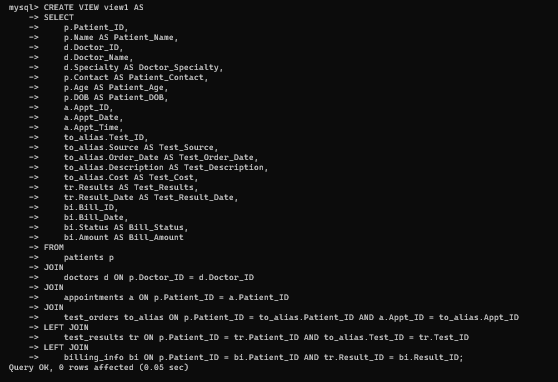 mysql> CREATE VIEW view1 AS
    -> SELECT
    ->     p.Patient_ID,
    ->     p.Name AS Patient_Name,
    ->     d.Doctor_ID,
    ->     d.Doctor_Name,
    ->     d.Specialty AS Doctor_Specialty,
    ->     p.Contact AS Patient_Contact,
    ->     p.Age AS Patient_Age,
    ->     p.DOB AS Patient_DOB,
    ->     a.Appt_ID,
    ->     a.Appt_Date,
    ->     a.Appt_Time,
    ->     to_alias.Test_ID,
    ->     to_alias.Source AS Test_Source,
    ->     to_alias.Order_Date AS Test_Order_Date,
    ->     to_alias.Description AS Test_Description,
    ->     to_alias.Cost AS Test_Cost,
    ->     tr.Results AS Test_Results,
    ->     tr.Result_Date AS Test_Result_Date,
    ->     bi.Bill_ID,
    ->     bi.Bill_Date,
    ->     bi.Status AS Bill_Status,
    ->     bi.Amount AS Bill_Amount
    -> FROM
    ->     patients p
    -> JOIN
    ->     doctors d ON p.Doctor_ID = d.Doctor_ID
    -> JOIN
    ->     appointments a ON p.Patient_ID = a.Patient_ID
    -> JOIN
    ->     test_orders to_alias ON p.Patient_ID = to_alias.Patient_ID AND a.Appt_ID = to_alias.Appt_ID
    -> LEFT JOIN
    ->     test_results tr ON p.Patient_ID = tr.Patient_ID AND to_alias.Test_ID = tr.Test_ID
    -> LEFT JOIN
    ->     billing_info bi ON p.Patient_ID = bi.Patient_ID AND tr.Result_ID = bi.Result_ID;
Query OK, 0 rows affected (0.05 sec)